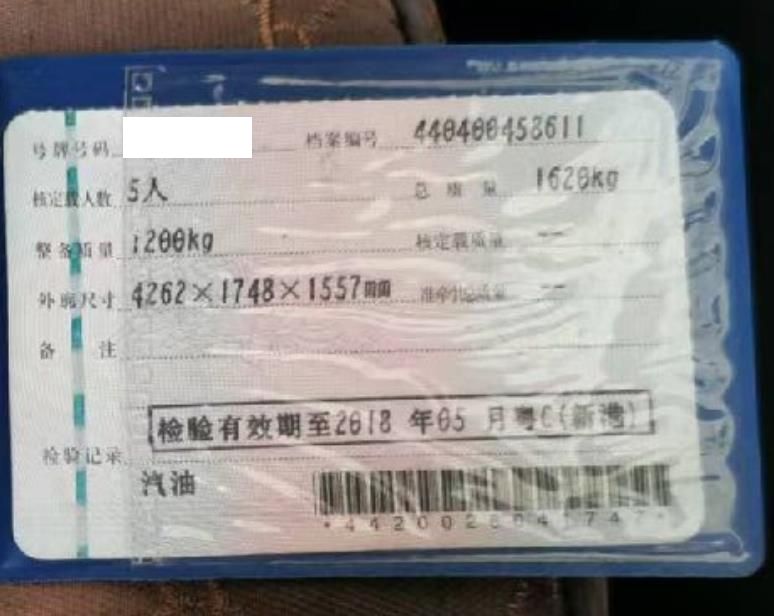 号牌号码 档案编号 440400458611
核定载人数 5人 总质量 1620kg
整备质量 1200kg 核定载质量 --
外廓尺寸 4262×1748×1557mm 准牵引总质量 --
备注
检验有效期至2018年05月粤C(新港)
检验记录
汽油